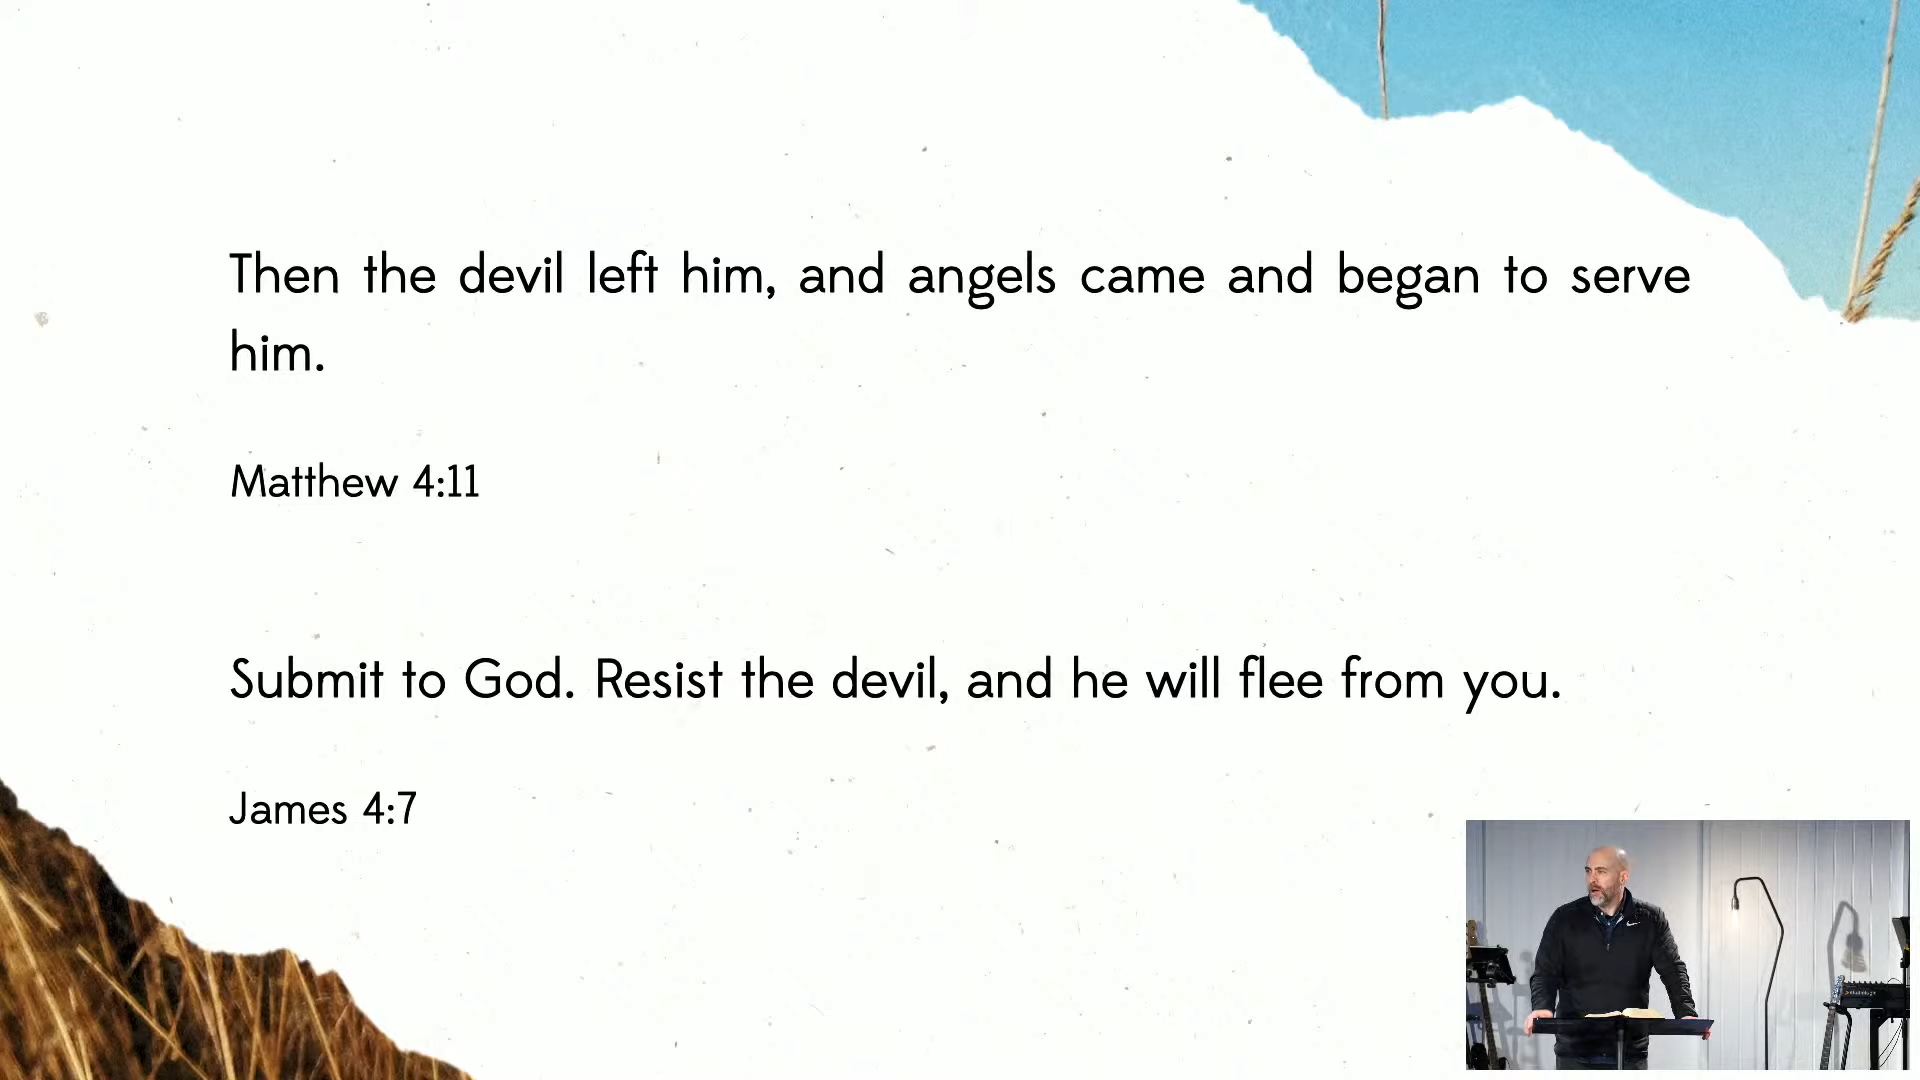 Then the devil left him, and angels came and began to serve
him.
Matthew 4:11
Submit to God. Resist the devil, and he will flee from you.
James 4:7